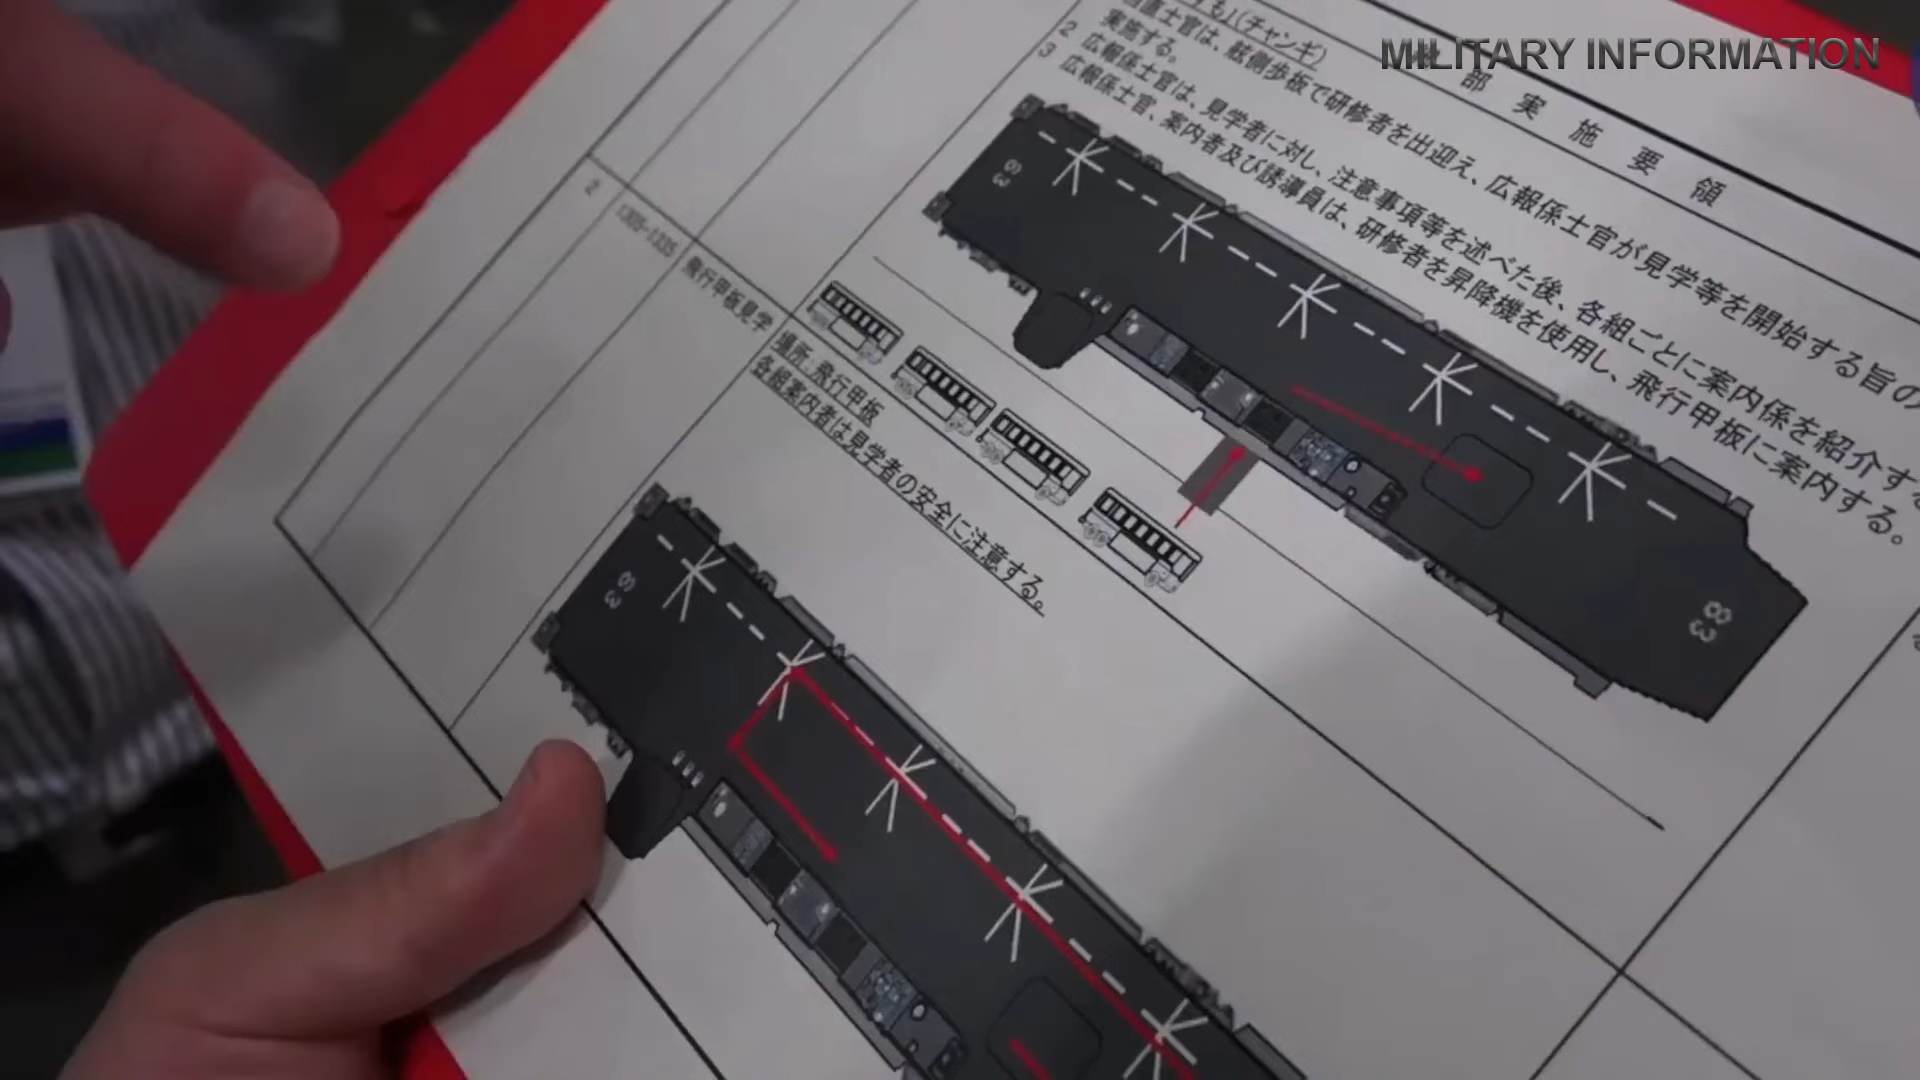 MILITARY INFORMATION
部 実 施 要 領
する」(チャンギ)
当直士官は、舷側歩板で研修者を出迎え、広報係士官が見学等を開始する旨の
実施する。
2 広報係士官は、見学者に対し、注意事項等を述べた後、各組ごとに案内係を紹介する
3 広報係士官、案内者及び誘導員は、研修者を昇降機を使用し、飛行甲板に案内する。
83
83
2 1305-1335 飛行甲板見学 場所:飛行甲板
各組案内者は見学者の安全に注意する。
83